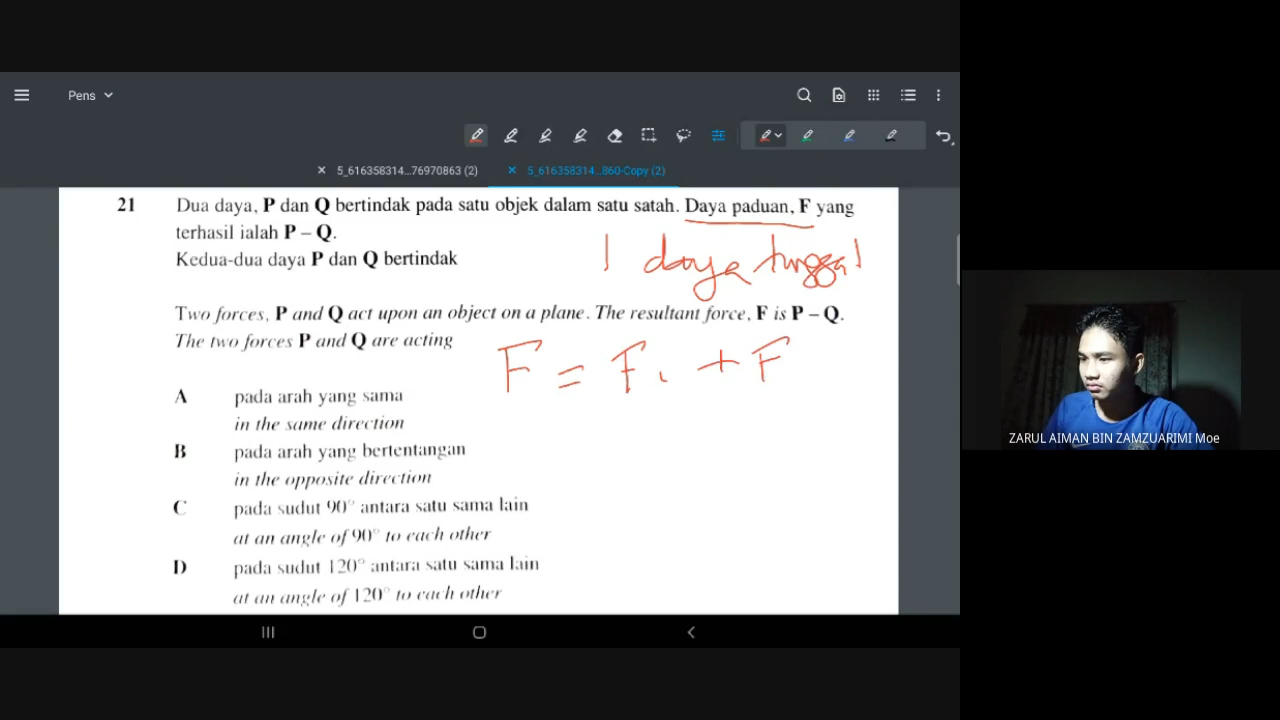 Pens
5_616358314...76970863 (2)
5_616358314...860-Copy (2)
21 Dua daya, P dan Q bertindak pada satu objek dalam satu satah. Daya paduan, F yang
terhasil ialah P – Q.
Kedua-dua daya P dan Q bertindak
1 daya tunggal
Two forces, P and Q act upon an object on a plane. The resultant force, F is P – Q.
The two forces P and Q are acting
F = F1 + F
A pada arah yang sama
in the same direction
B pada arah yang bertentangan
in the opposite direction
C pada sudut 90° antara satu sama lain
at an angle of 90° to each other
D pada sudut 120° antara satu sama lain
at an angle of 120° to each other
ZARUL AIMAN BIN ZAMZUARIMI Moe